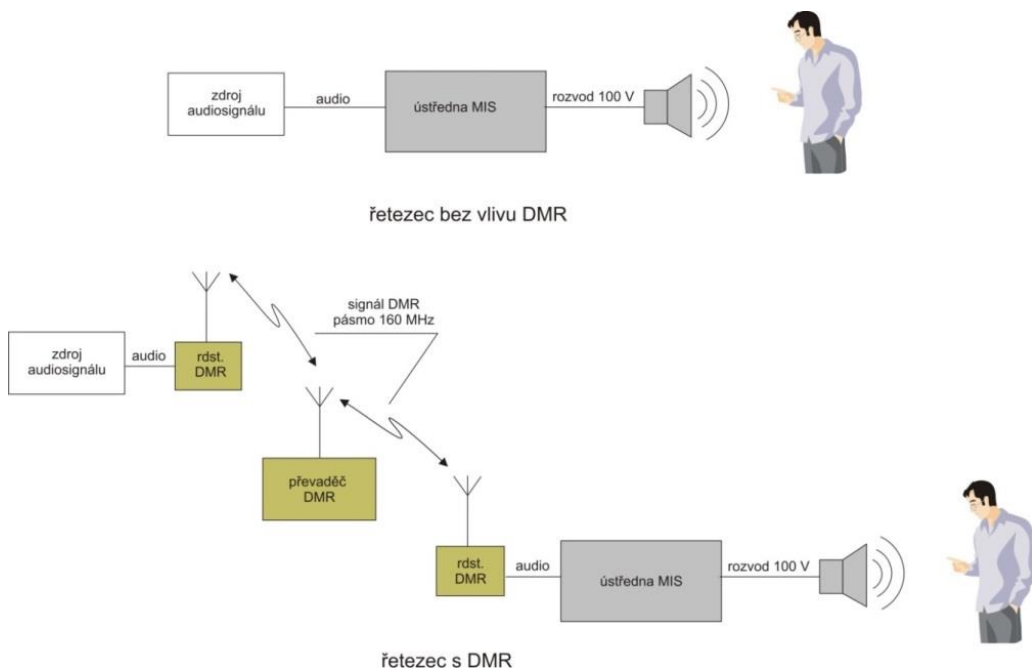 zdroj
audiosignálu
audio
ústředna MIS
rozvod 100 V
řetezec bez vlivu DMR
signál DMR
pásmo 160 MHz
zdroj
audiosignálu
audio
rdst.
DMR
převaděč
DMR
rdst.
DMR
audio
ústředna MIS
rozvod 100 V
řetezec s DMR